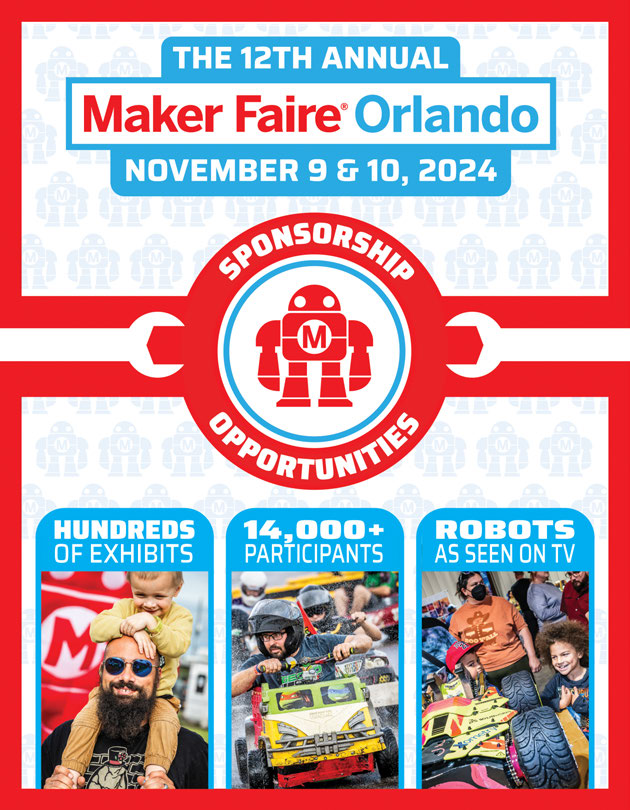 THE 12TH ANNUAL
Maker Faire® Orlando
NOVEMBER 9 & 10, 2024
SPONSORSHIP
M
OPPORTUNITIES
HUNDREDS
OF EXHIBITS
14,000+
PARTICIPANTS
ROBOTS
AS SEEN ON TV
M